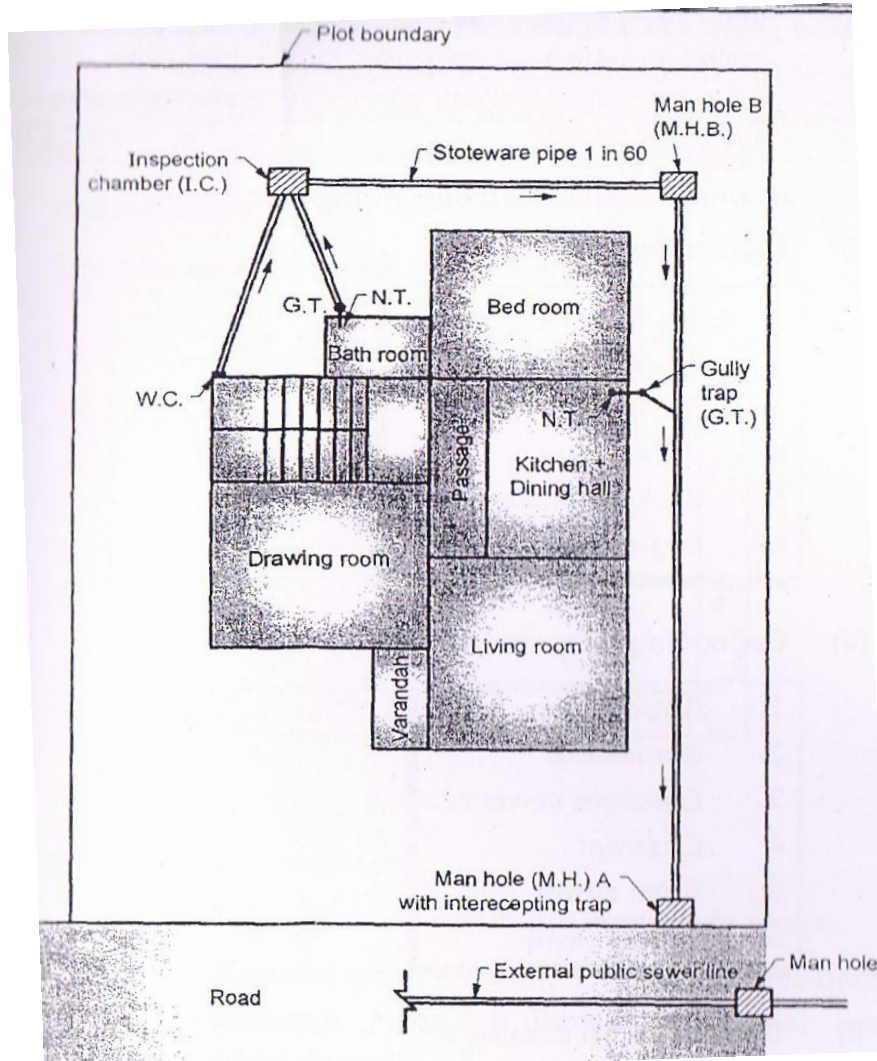 Plot boundary
Man hole B
(M.H.B.)
Inspection
chamber (I.C.)
Stoteware pipe 1 in 60
G.T.
N.T.
Bed room
Bath room
W.C.
Gully
trap
(G.T.)
N.T.
Passage
Kitchen +
Dining hall
Drawing room
Living room
Varandah
Man hole (M.H.) A
with interecepting trap
External public sewer line
Man hole
Road